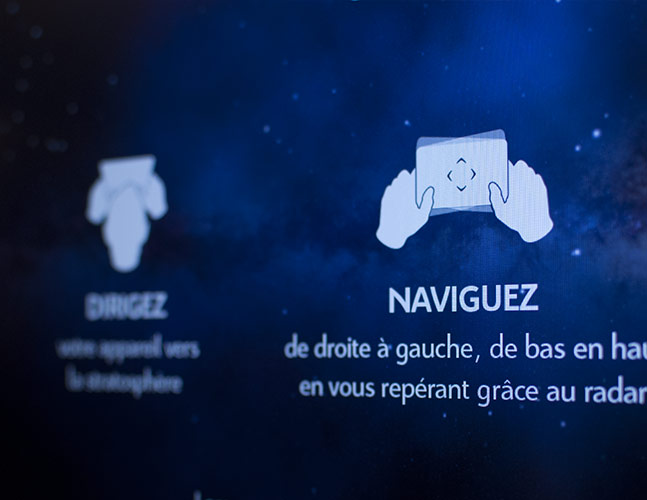 DIRIGEZ
votre appareil vers
la stratosphère
NAVIGUEZ
de droite à gauche, de bas en hau
en vous repérant grâce au radar